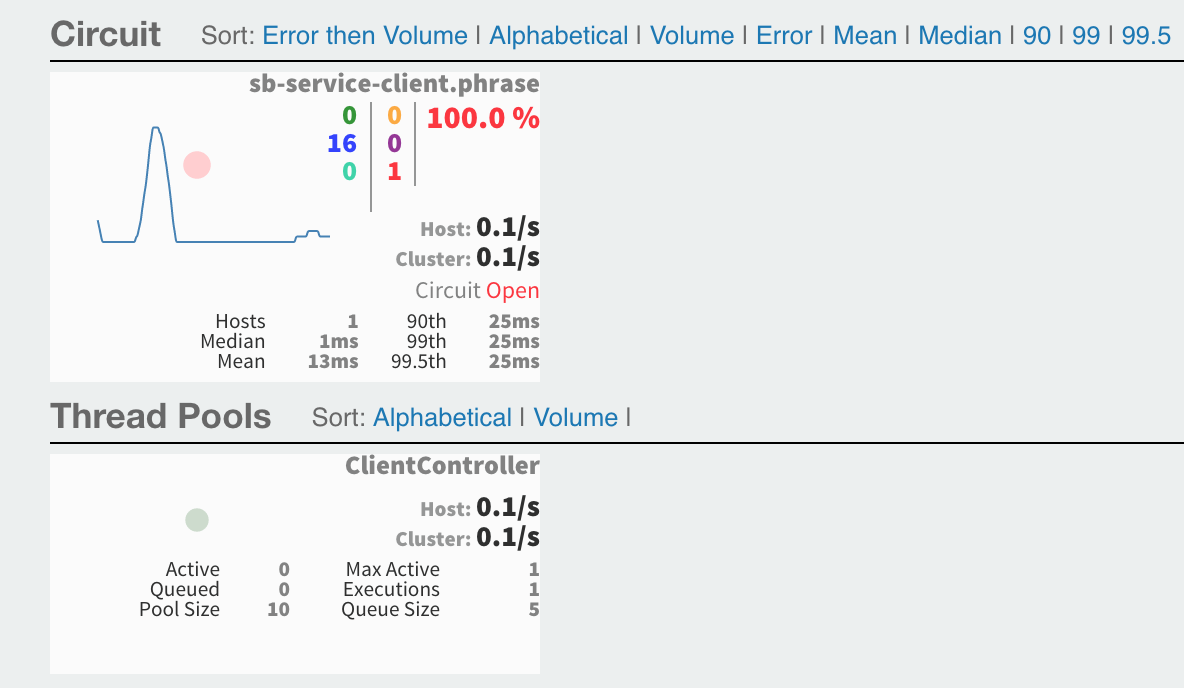 Circuit Sort: Error then Volume | Alphabetical | Volume | Error | Mean | Median | 90 | 99 | 99.5
sb-service-client.phrase
0 0 100.0 %
16 0
0 1
Host: 0.1/s
Cluster: 0.1/s
Circuit Open
Hosts 1 90th 25ms
Median 1ms 99th 25ms
Mean 13ms 99.5th 25ms
Thread Pools Sort: Alphabetical | Volume |
ClientController
Host: 0.1/s
Cluster: 0.1/s
Active 0 Max Active 1
Queued 0 Executions 1
Pool Size 10 Queue Size 5